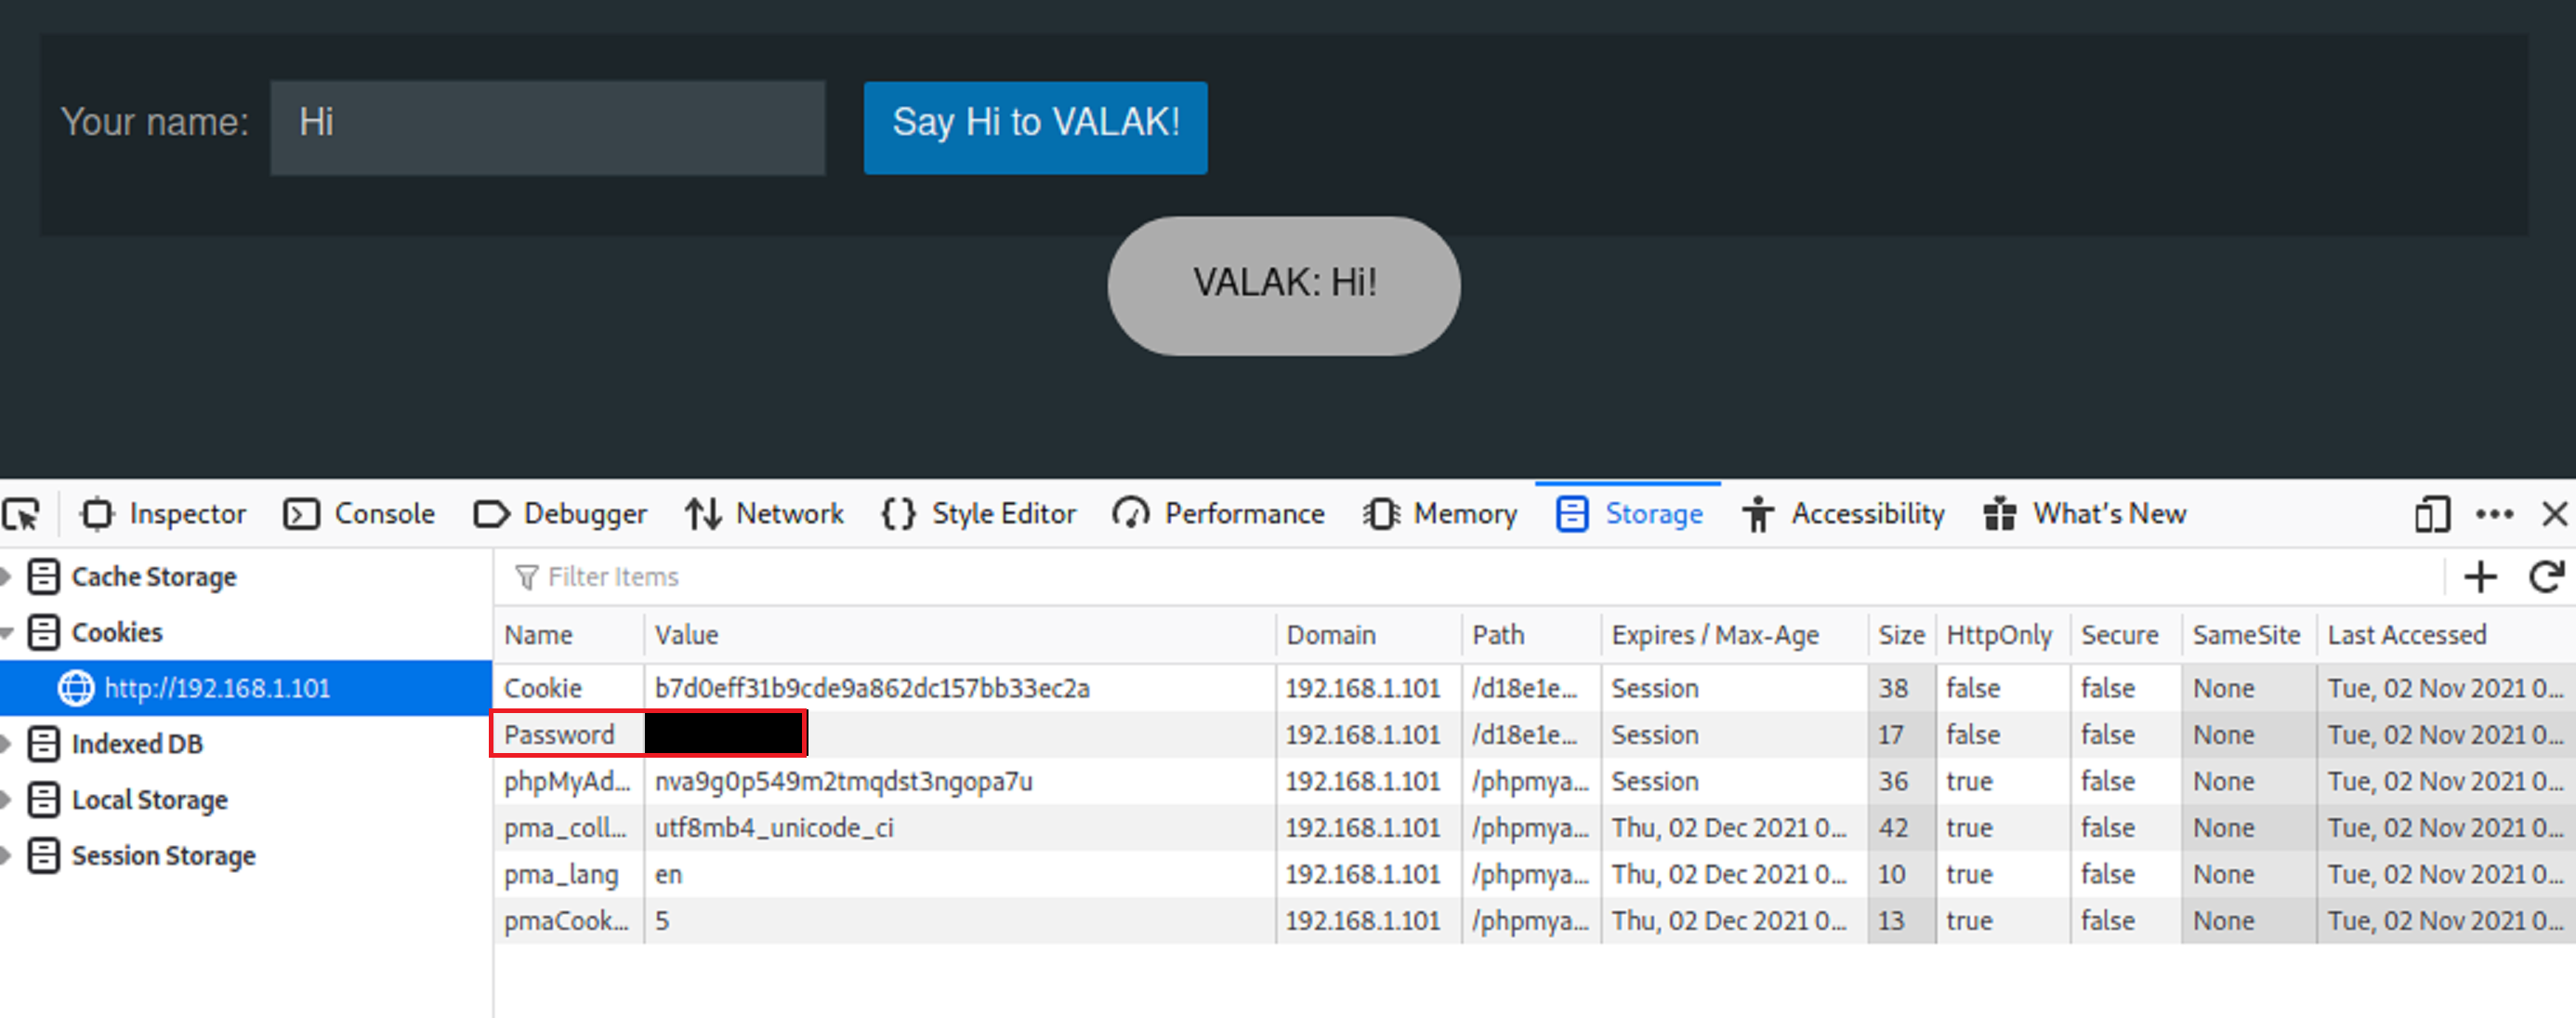 Your name: Hi Say Hi to VALAK!
VALAK: Hi!
Inspector Console Debugger Network Style Editor Performance Memory Storage Accessibility What's New
Cache Storage
Cookies
http://192.168.1.101
Indexed DB
Local Storage
Session Storage
Filter Items
Name Value Domain Path Expires / Max-Age Size HttpOnly Secure SameSite Last Accessed
Cookie b7d0eff31b9cde9a862dc157bb33ec2a 192.168.1.101 /d18e1e... Session 38 false false None Tue, 02 Nov 2021 0...
Password 192.168.1.101 /d18e1e... Session 17 false false None Tue, 02 Nov 2021 0...
phpMyAd... nva9g0p549m2tmqdst3ngopa7u 192.168.1.101 /phpmya... Session 36 true false None Tue, 02 Nov 2021 0...
pma_coll... utf8mb4_unicode_ci 192.168.1.101 /phpmya... Thu, 02 Dec 2021 0... 42 true false None Tue, 02 Nov 2021 0...
pma_lang en 192.168.1.101 /phpmya... Thu, 02 Dec 2021 0... 10 true false None Tue, 02 Nov 2021 0...
pmaCook... 5 192.168.1.101 /phpmya... Thu, 02 Dec 2021 0... 13 true false None Tue, 02 Nov 2021 0...